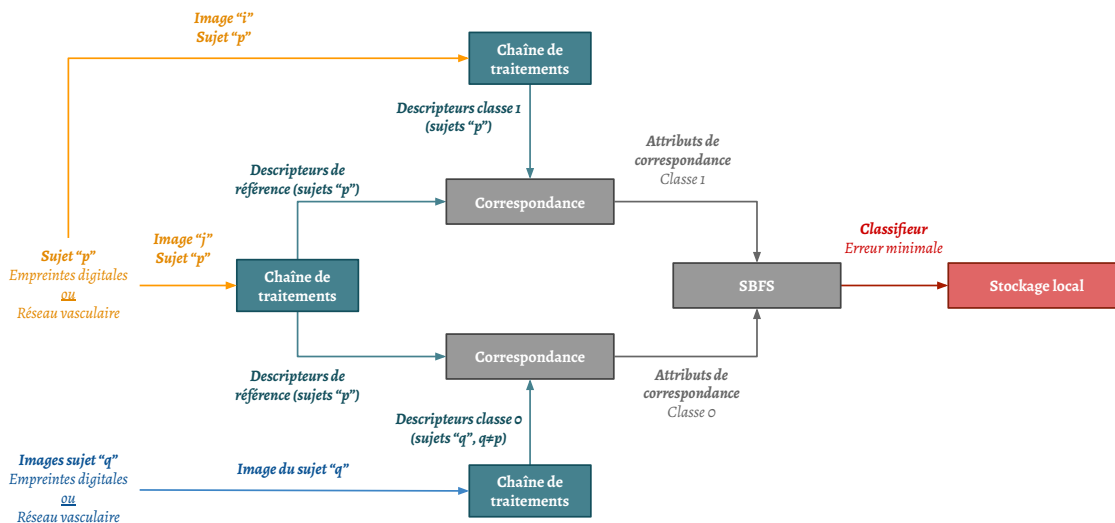 Image “i”
Sujet “p”
Chaîne de
traitements
Descripteurs classe 1
(sujets “p”)
Attributs de
correspondance
Classe 1
Descripteurs de
référence (sujets “p”)
Correspondance
Sujet “p”
Empreintes digitales
ou
Réseau vasculaire
Image “j”
Sujet “p”
Chaîne de
traitements
Classifieur
Erreur minimale
SBFS
Stockage local
Correspondance
Descripteurs de
référence (sujets “p”)
Attributs de
correspondance
Classe 0
Descripteurs classe 0
(sujets “q”, q≠p)
Images sujet “q”
Empreintes digitales
ou
Réseau vasculaire
Image du sujet “q”
Chaîne de
traitements